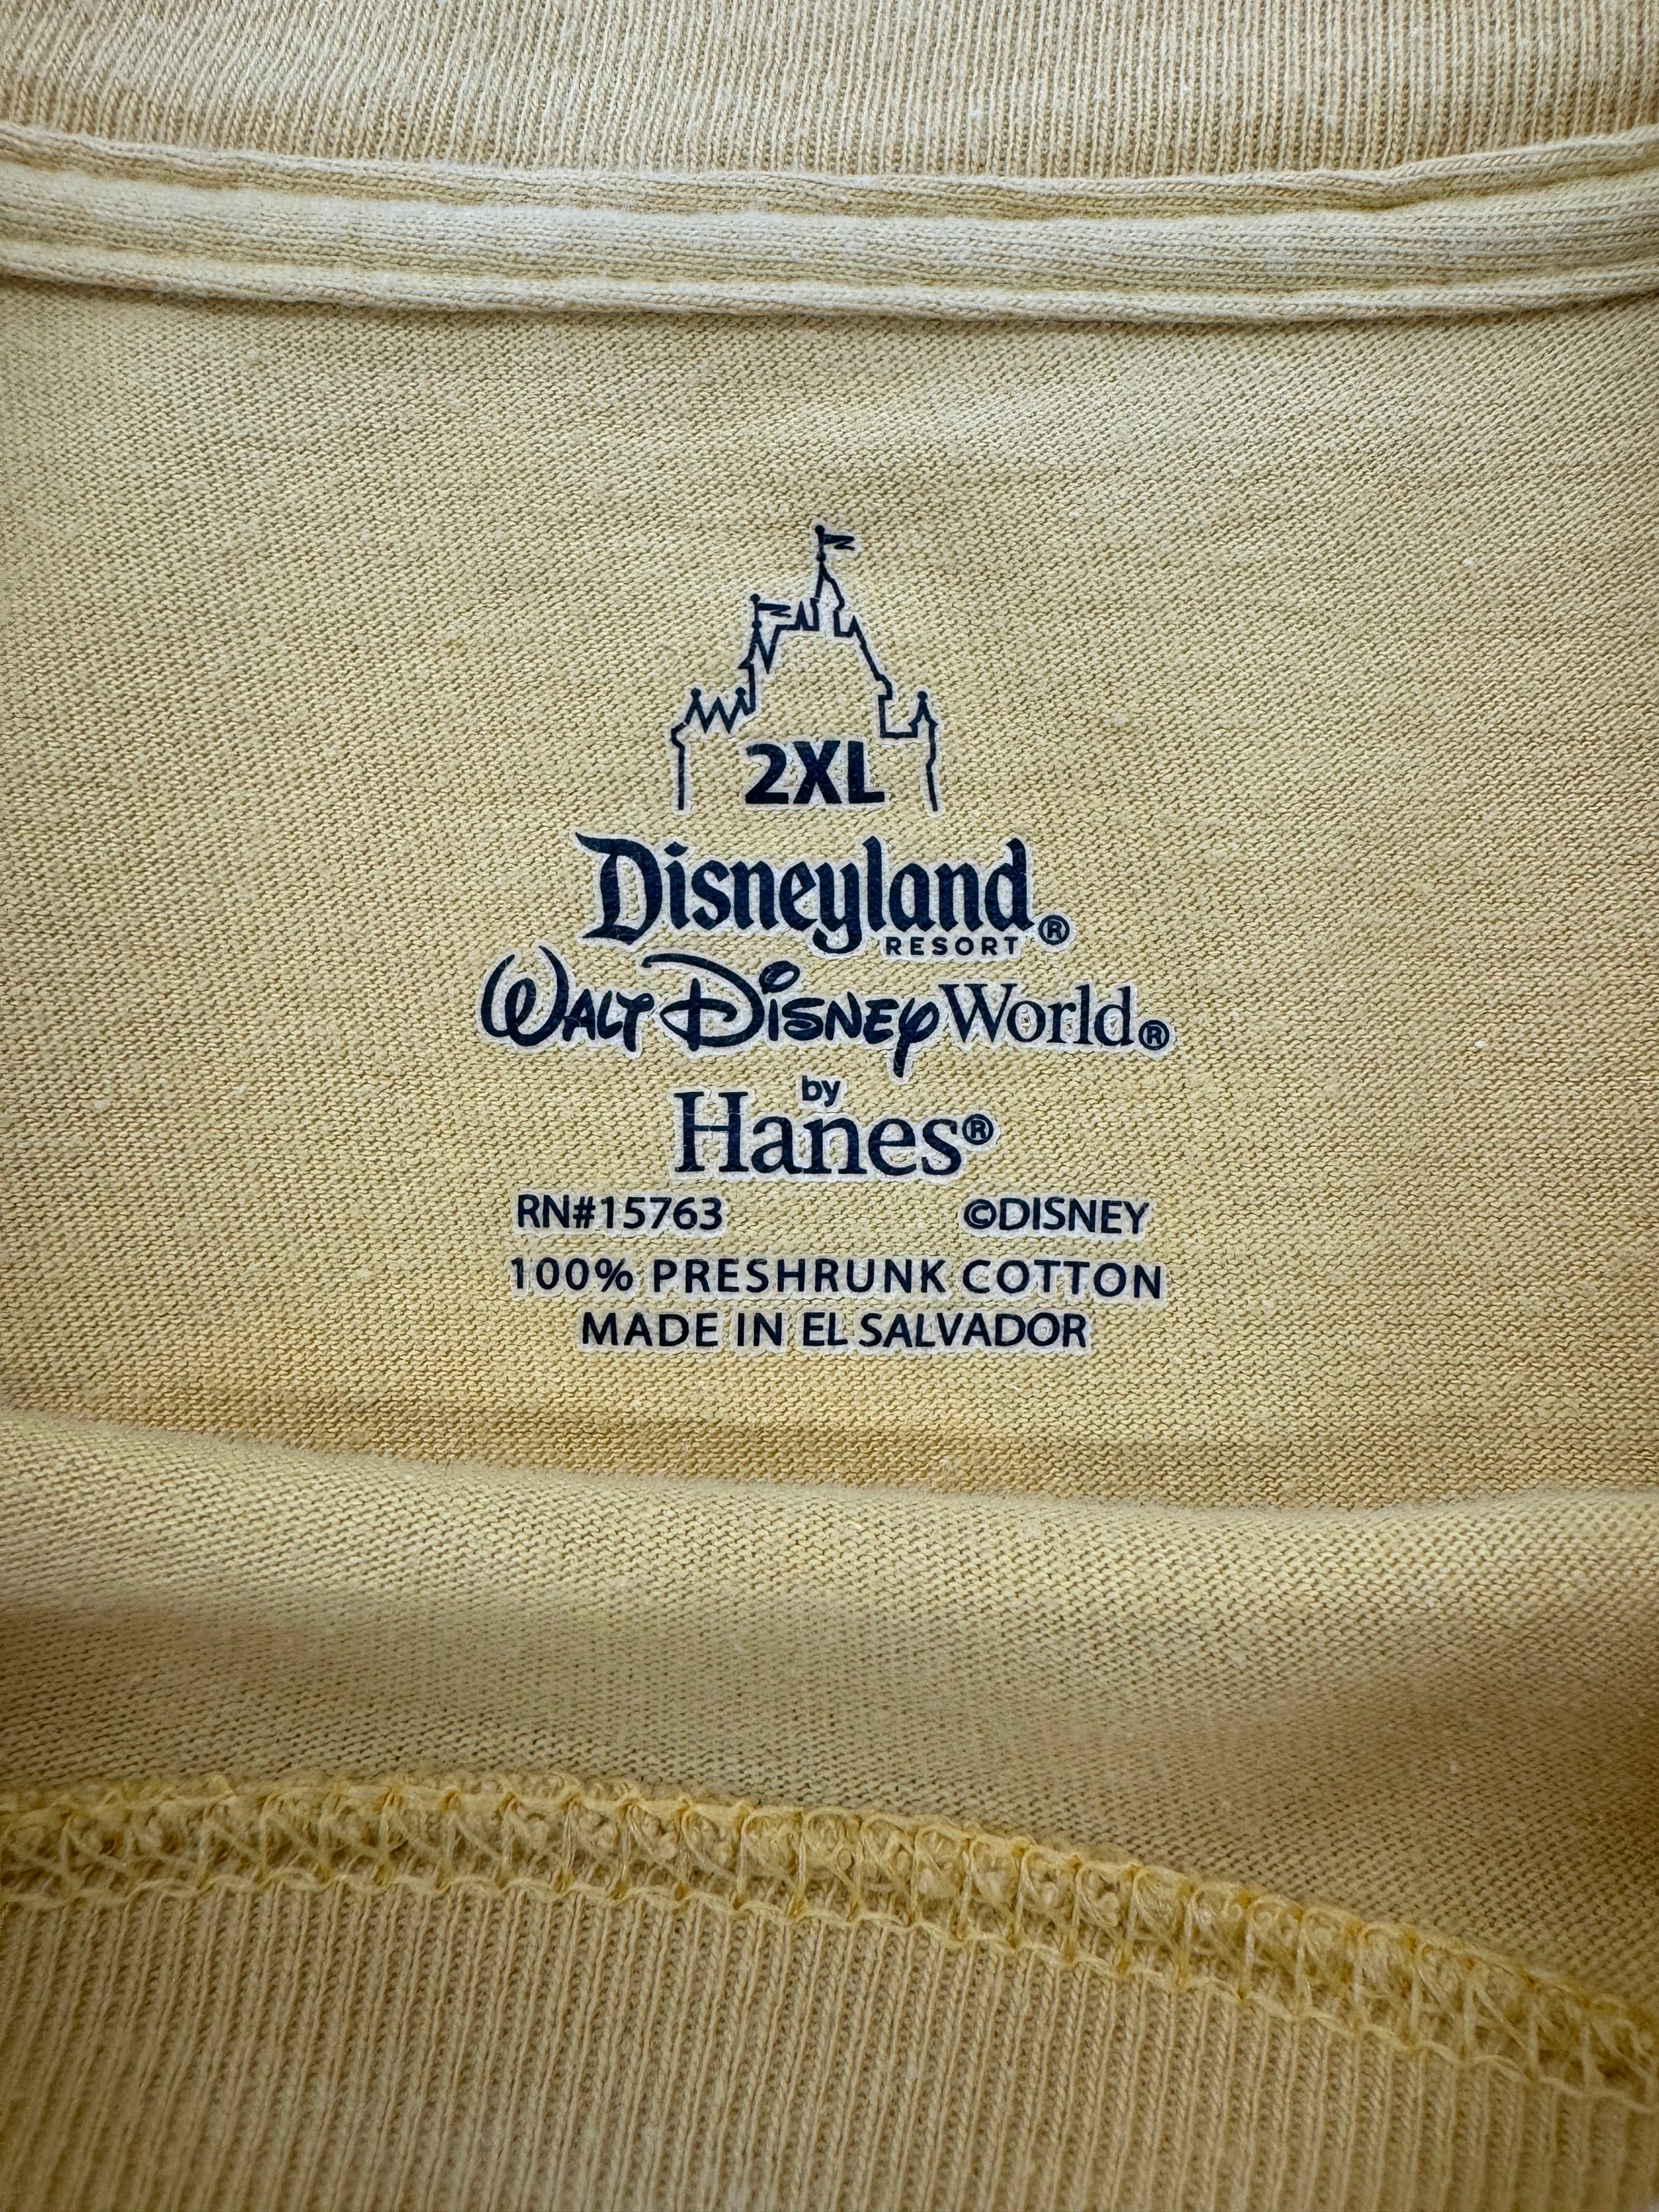 2XL
Disneyland®
RESORT
WALT DISNEY World®
by
Hanes®
RN#15763 ©DISNEY
100% PRESHRUNK COTTON
MADE IN EL SALVADOR